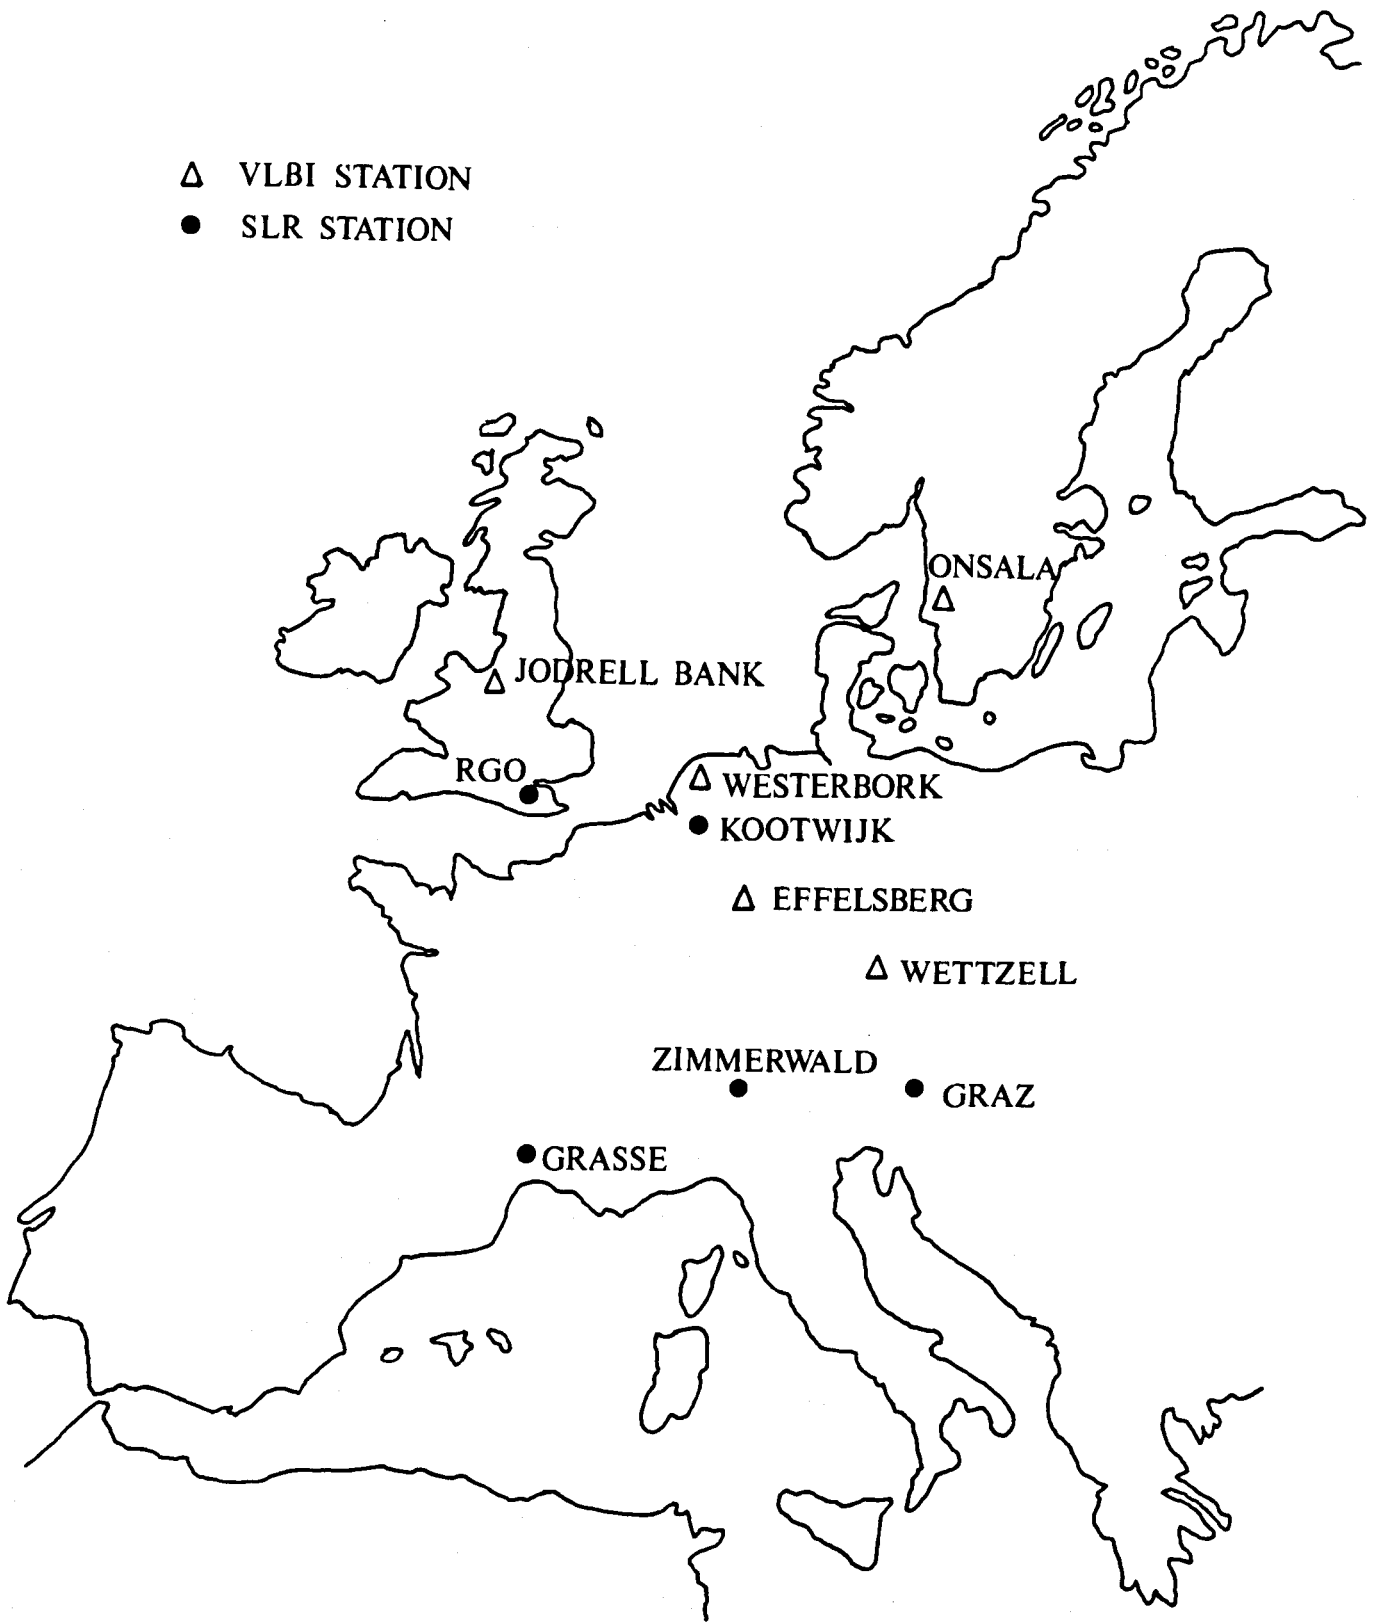 VLBI STATION
SLR STATION
ONSALA
JODRELL BANK
RGO
WESTERBORK
KOOTWIJK
EFFELSBERG
WETTZELL
ZIMMERWALD
GRAZ
GRASSE